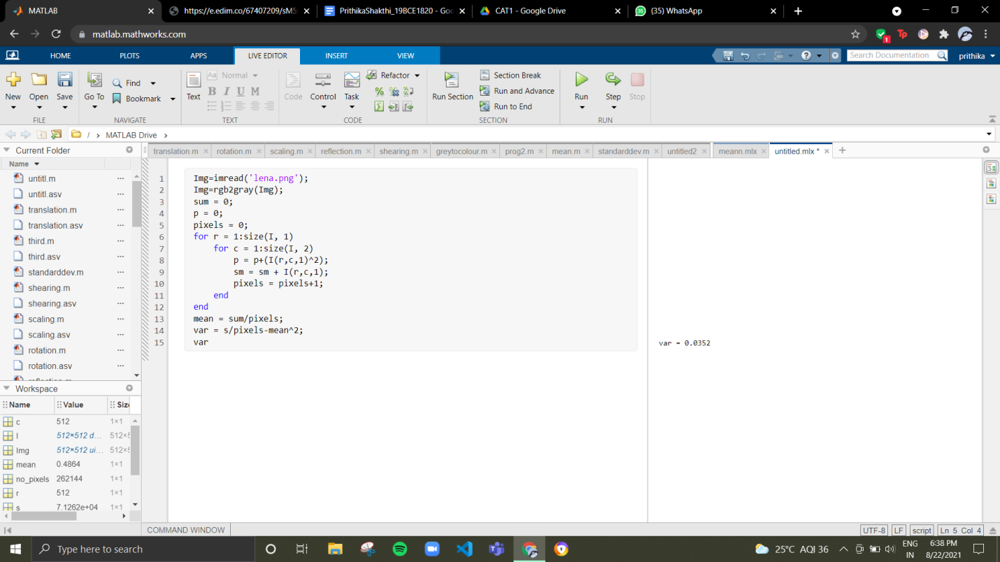 MATLAB
https://e.edim.co/67407209/sM5
PrithikaShakthi_19BCE1820 - Goo
CAT1 - Google Drive
(35) WhatsApp
matlab.mathworks.com
HOME PLOTS APPS LIVE EDITOR INSERT VIEW
Search Documentation
prithika
New
Open
Save
FILE
Go To
Find
Bookmark
NAVIGATE
Text
Aa Normal
B I U M
TEXT
Code
Control
Task
Refactor
CODE
Run Section
Section Break
Run and Advance
Run to End
SECTION
Run
Step
Stop
RUN
/ › MATLAB Drive ›
Current Folder
Name
untitl.m
untitl.asv
translation.m
translation.asv
third.m
third.asv
standarddev.m
shearing.m
shearing.asv
scaling.m
scaling.asv
rotation.m
rotation.asv
translation.m rotation.m scaling.m reflection.m shearing.m greytocolour.m prog2.m mean.m standarddev.m untitled2 meann.mlx untitled.mlx *
1 Img=imread('lena.png');
2 Img=rgb2gray(Img);
3 sum = 0;
4 p = 0;
5 pixels = 0;
6 for r = 1:size(I, 1)
7 for c = 1:size(I, 2)
8 p = p+(I(r,c,1)^2);
9 sm = sm + I(r,c,1);
10 pixels = pixels+1;
11 end
12 end
13 mean = sum/pixels;
14 var = s/pixels-mean^2;
15 var
var = 0.0352
Workspace
Name Value Size
c 512 1×1
I 512×512 d... 512×5
Img 512×512 ui... 512×5
mean 0.4864 1×1
no_pixels 262144 1×1
r 512 1×1
s 7.1262e+04 1×1
COMMAND WINDOW
UTF-8 LF script Ln 5 Col 4
Type here to search
25°C AQI 36
ENG
IN
6:38 PM
8/22/2021